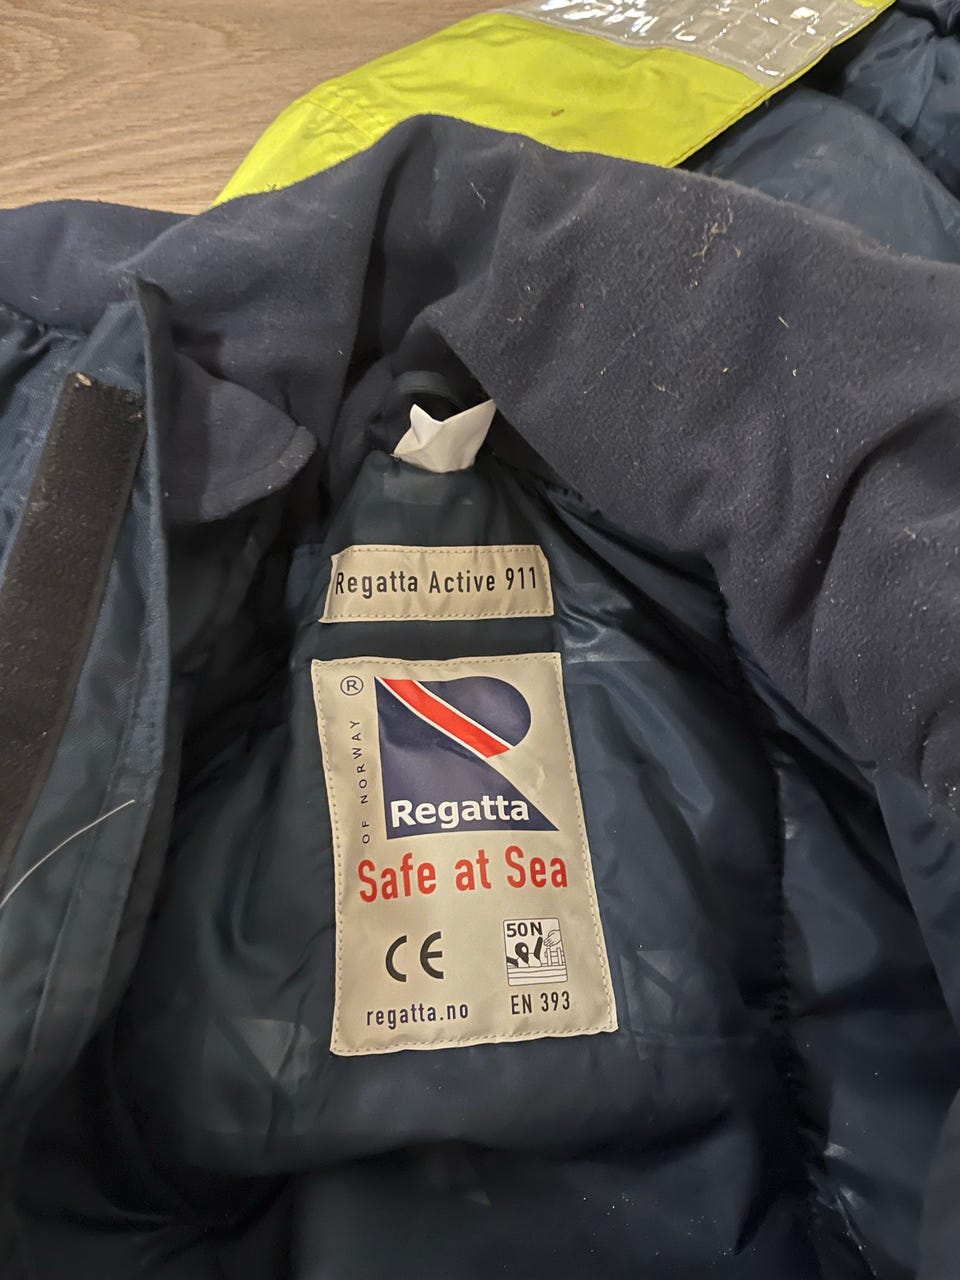 Regatta Active 911
®
OF NORWAY
Regatta
Safe at Sea
CE
50N
regatta.no
EN 393